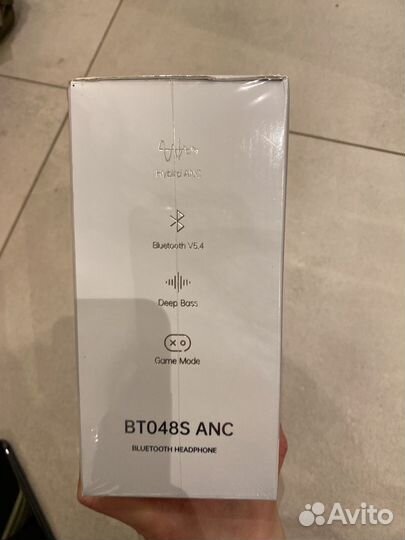 Hybrid ANC
Bluetooth V5.4
Deep Bass
Game Mode
BT048S ANC
BLUETOOTH HEADPHONE
Avito